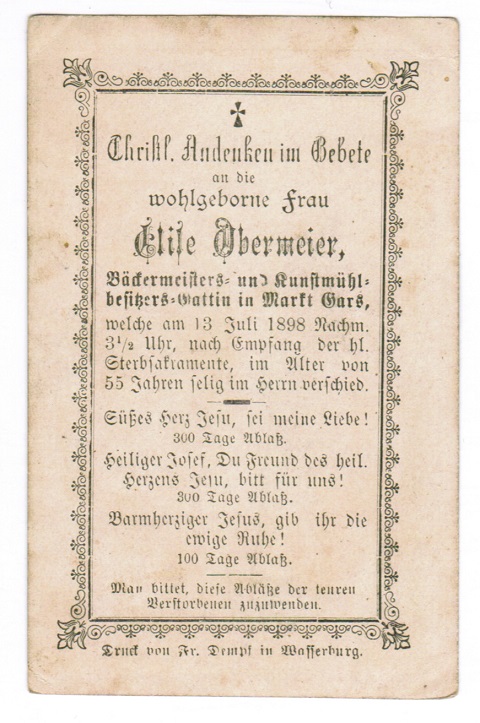 Christl. Andenken im Gebete
an die
wohlgeborne Frau
Elise Obermeier,
Bäckermeisters- und Kunstmühl-
besitzers-Gattin in Markt Gars,
welche am 13 Juli 1898 Nachm.
3½ Uhr, nach Empfang der hl.
Sterbsakramente, im Alter von
55 Jahren selig im Herrn verschied.
Süßes Herz Jesu, sei meine Liebe!
300 Tage Ablaß.
Heiliger Josef, Du Freund des heil.
Herzens Jesu, bitt für uns!
300 Tage Ablaß.
Barmherziger Jesus, gib ihr die
ewige Ruhe!
100 Tage Ablaß.
Man bittet, diese Abläße der teuren
Verstorbenen zuzuwenden.
Druck von Fr. Dempf in Wasserburg.